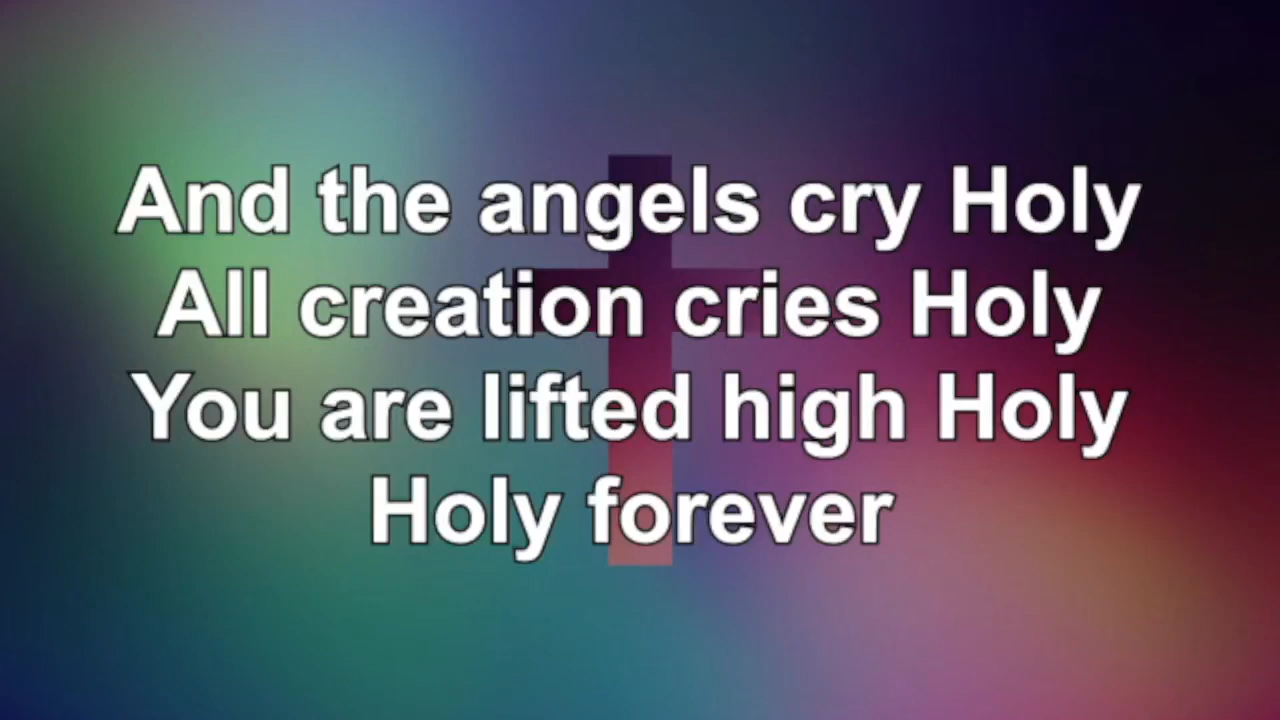 And the angels cry Holy
All creation cries Holy
You are lifted high Holy
Holy forever